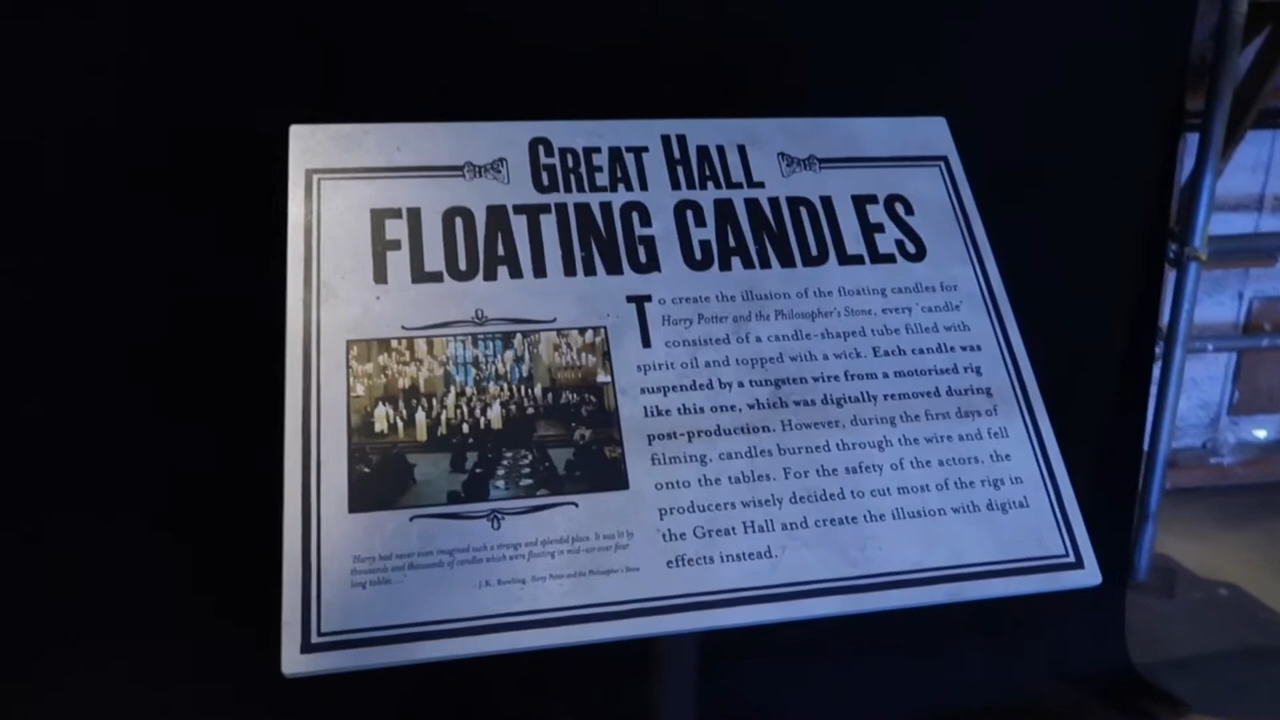 GREAT HALL
FLOATING CANDLES
To create the illusion of the floating candles for
Harry Potter and the Philosopher's Stone, every 'candle'
consisted of a candle-shaped tube filled with
spirit oil and topped with a wick. Each candle was
suspended by a tungsten wire from a motorised rig
like this one, which was digitally removed during
post-production. However, during the first days of
filming, candles burned through the wire and fell
onto the tables. For the safety of the actors, the
producers wisely decided to cut most of the rigs in
the Great Hall and create the illusion with digital
effects instead.
'Harry had never even imagined such a strange and splendid place. It was lit by
thousands and thousands of candles which were floating in mid-air over four
long tables...'
- J.K. Rowling, Harry Potter and the Philosopher's Stone